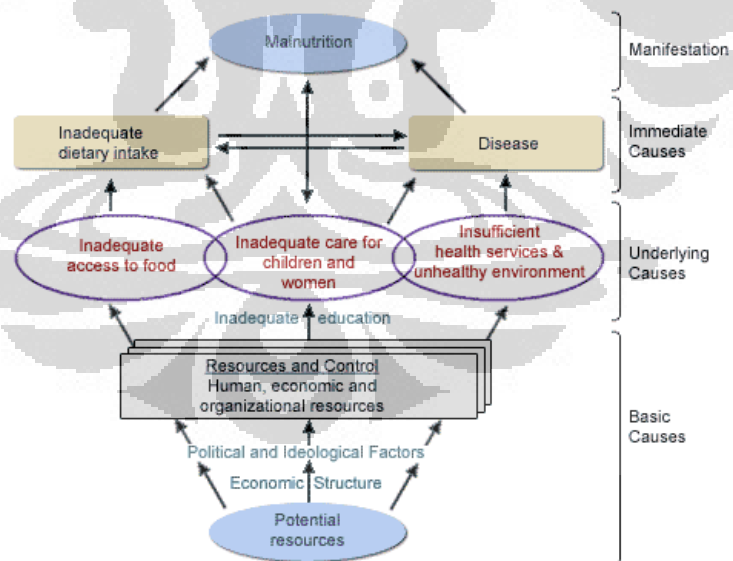 Malnutrition
Manifestation
Inadequate
dietary intake
Disease
Immediate
Causes
Inadequate
access to food
Inadequate care for
children and
women
Insufficient
health services &
unhealthy environment
Underlying
Causes
Inadequate education
Resources and Control
Human, economic and
organizational resources
Basic
Causes
Political and Ideological Factors
Economic Structure
Potential
resources